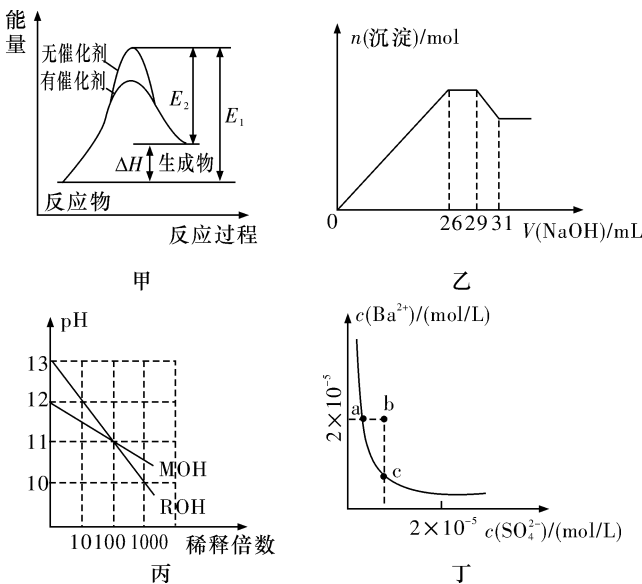 能量
无催化剂
有催化剂
E₂
E₁
ΔH
生成物
反应物
反应过程
甲
n(沉淀)/mol
0
26 29 31
V(NaOH)/mL
乙
pH
13
12
11
10
MOH
ROH
10 100 1000 稀释倍数
丙
c(Ba²⁺)/(mol/L)
2×10⁻⁵
a
b
c
2×10⁻⁵
c(SO₄²⁻)/(mol/L)
丁